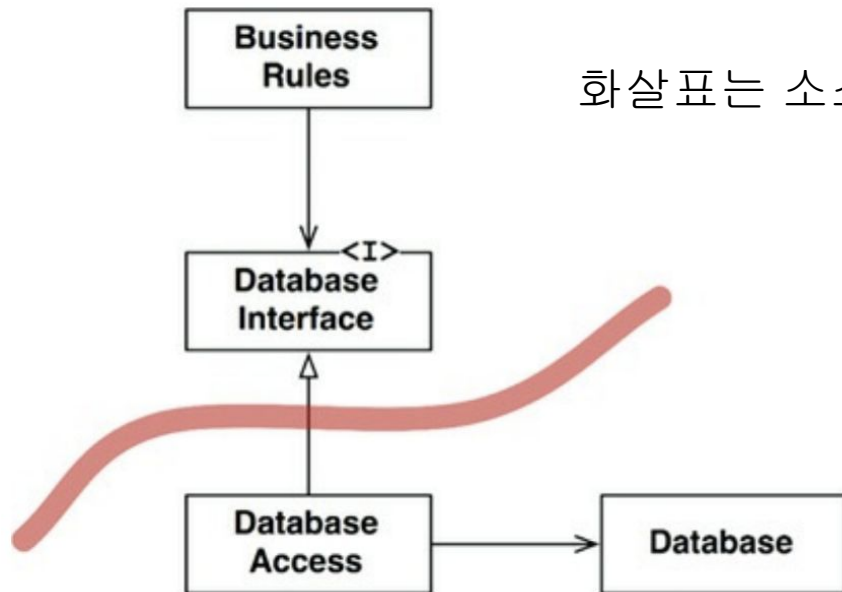 Business
Rules
화살표는
<I>
Database
Interface
Database
Access
Database